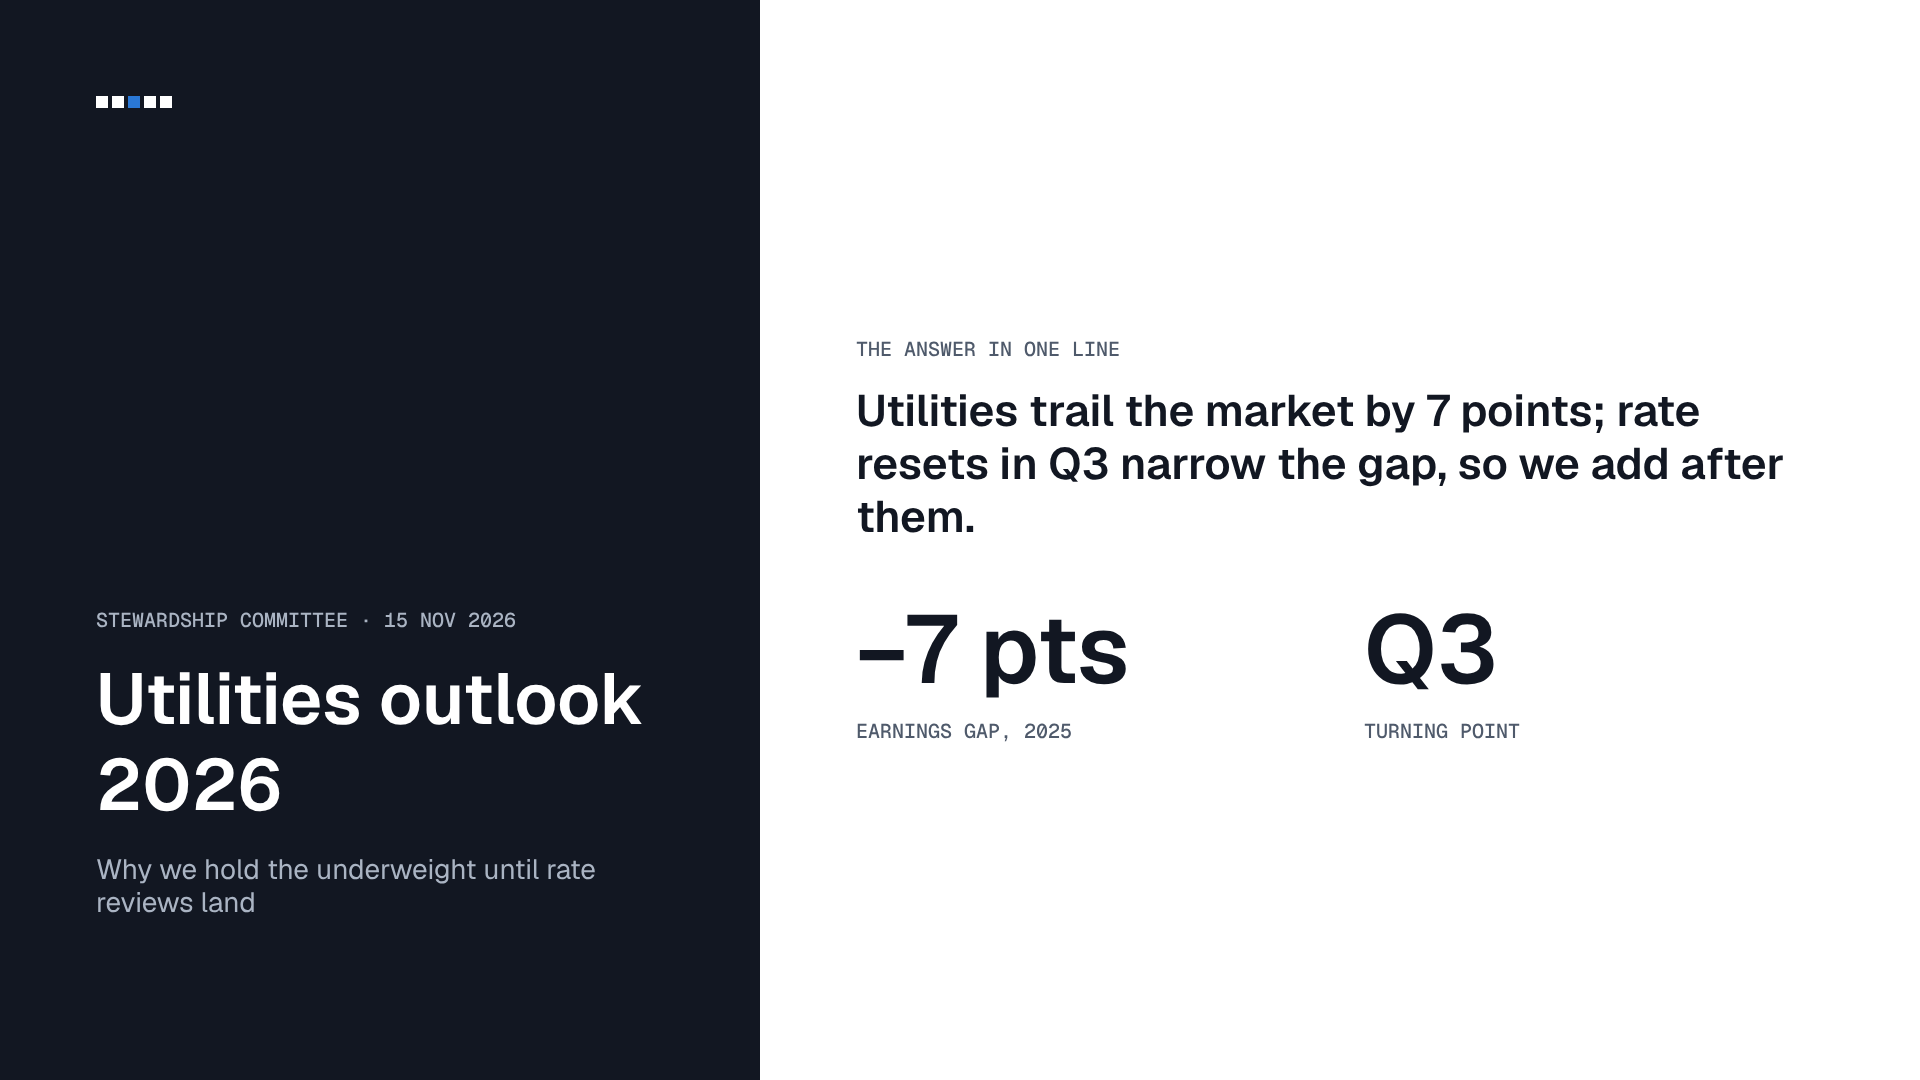 STEWARDSHIP COMMITTEE · 15 NOV 2026
Utilities outlook
2026
Why we hold the underweight until rate
reviews land
THE ANSWER IN ONE LINE
Utilities trail the market by 7 points; rate
resets in Q3 narrow the gap, so we add after
them.
–7 pts
EARNINGS GAP, 2025
Q3
TURNING POINT